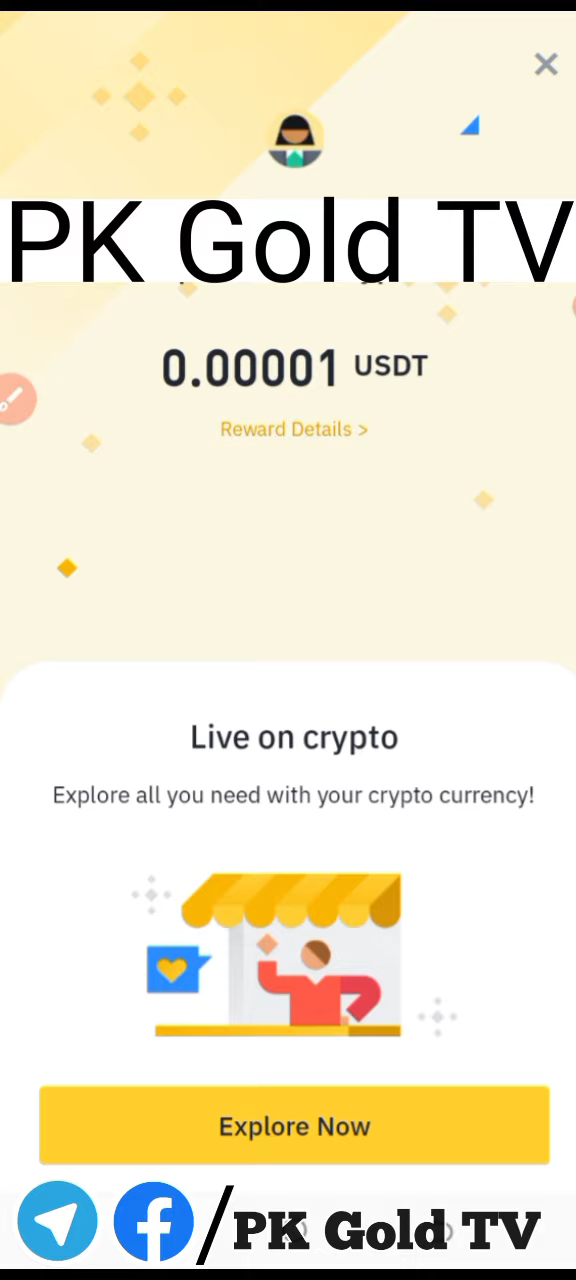 PK Gold TV
0.00001 USDT
Reward Details >
Live on crypto
Explore all you need with your crypto currency!
Explore Now
/PK Gold TV